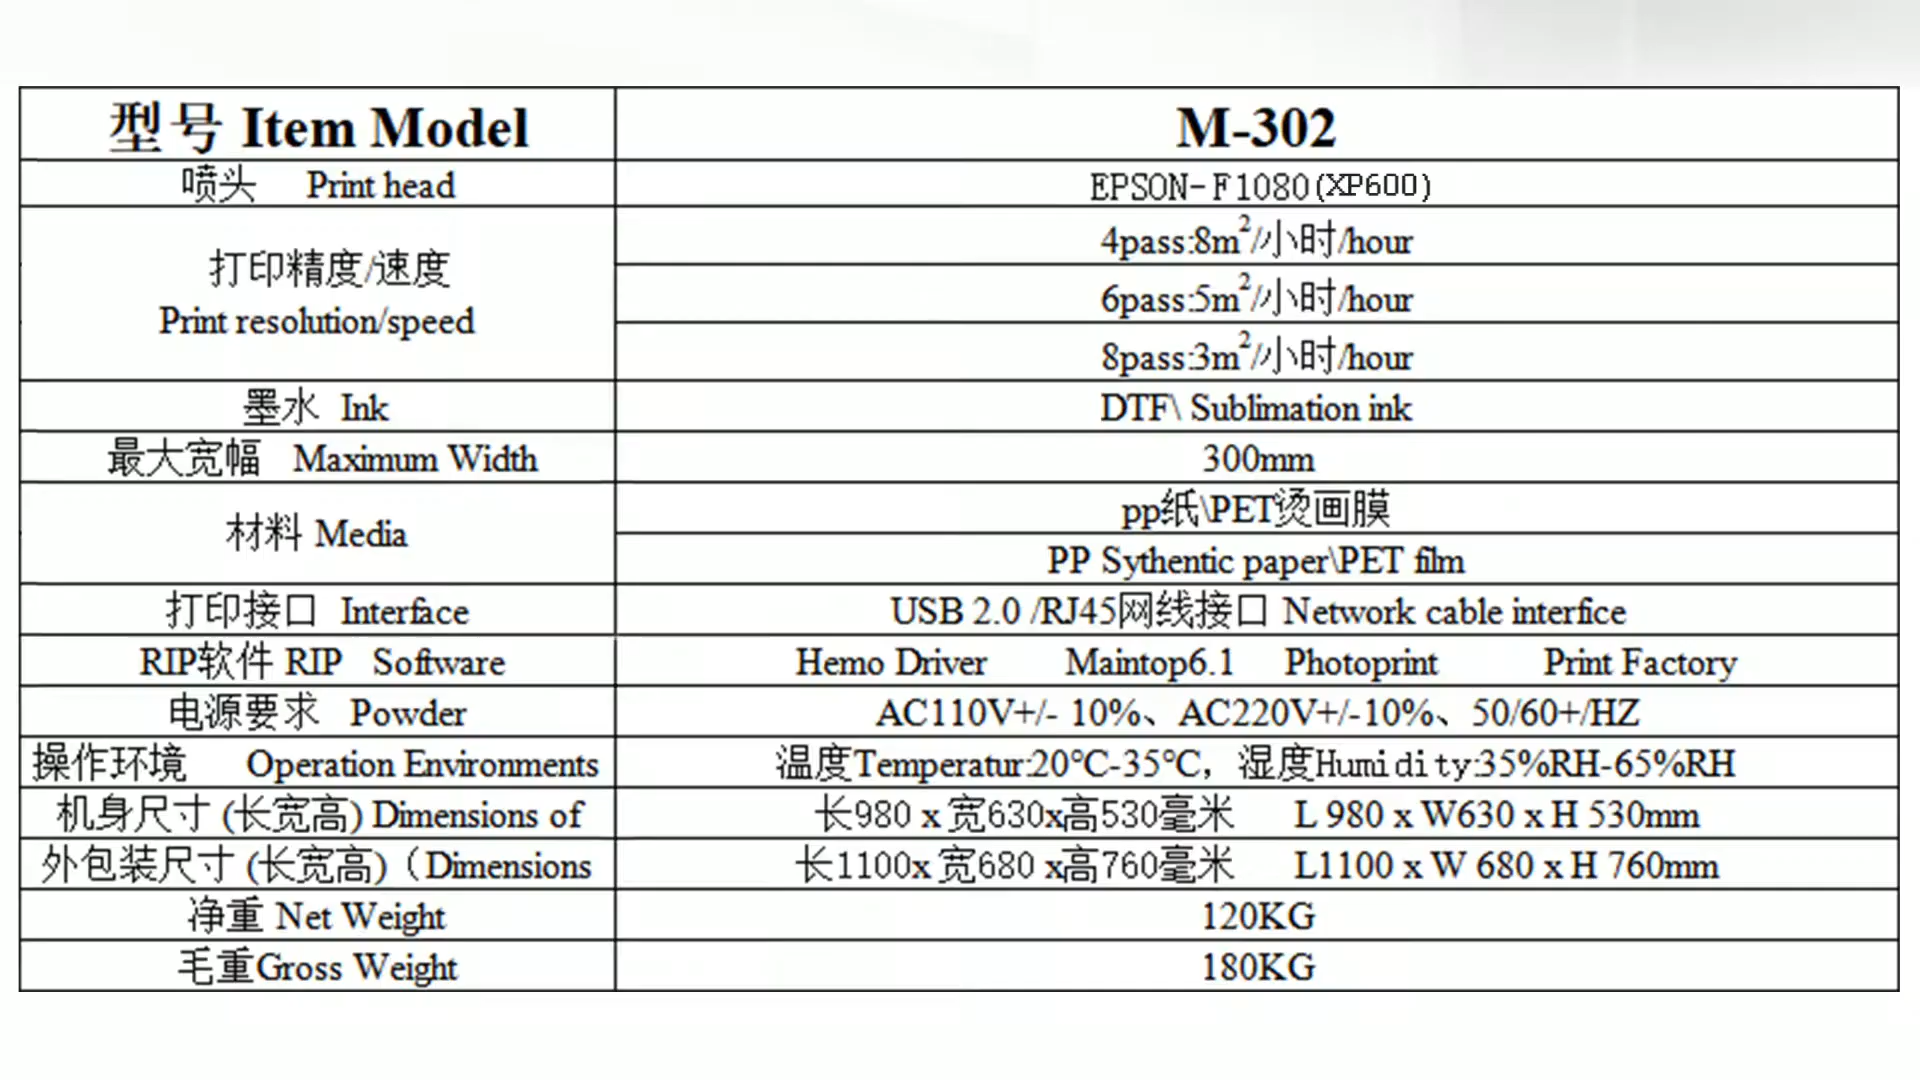 型号 Item Model M-302
喷头 Print head EPSON-F1080(XP600)
打印精度/速度
Print resolution/speed
4pass:8m²/小时/hour
6pass:5m²/小时/hour
8pass:3m²/小时/hour
墨水 Ink DTF\ Sublimation ink
最大宽幅 Maximum Width 300mm
材料 Media
pp纸\PET烫画膜
PP Sythentic paper\PET film
打印接口 Interface USB 2.0 /RJ45网线接口 Network cable interfice
RIP软件 RIP Software Hemo Driver Maintop6.1 Photoprint Print Factory
电源要求 Powder AC110V+/- 10%、AC220V+/-10%、50/60+/HZ
操作环境 Operation Environments 温度Temperatur:20℃-35℃，湿度Humidity:35%RH-65%RH
机身尺寸 (长宽高) Dimensions of 长980 x 宽630x高530毫米 L 980 x W630 x H 530mm
外包装尺寸 (长宽高)（Dimensions 长1100x 宽680 x高760毫米 L1100 x W 680 x H 760mm
净重 Net Weight 120KG
毛重Gross Weight 180KG